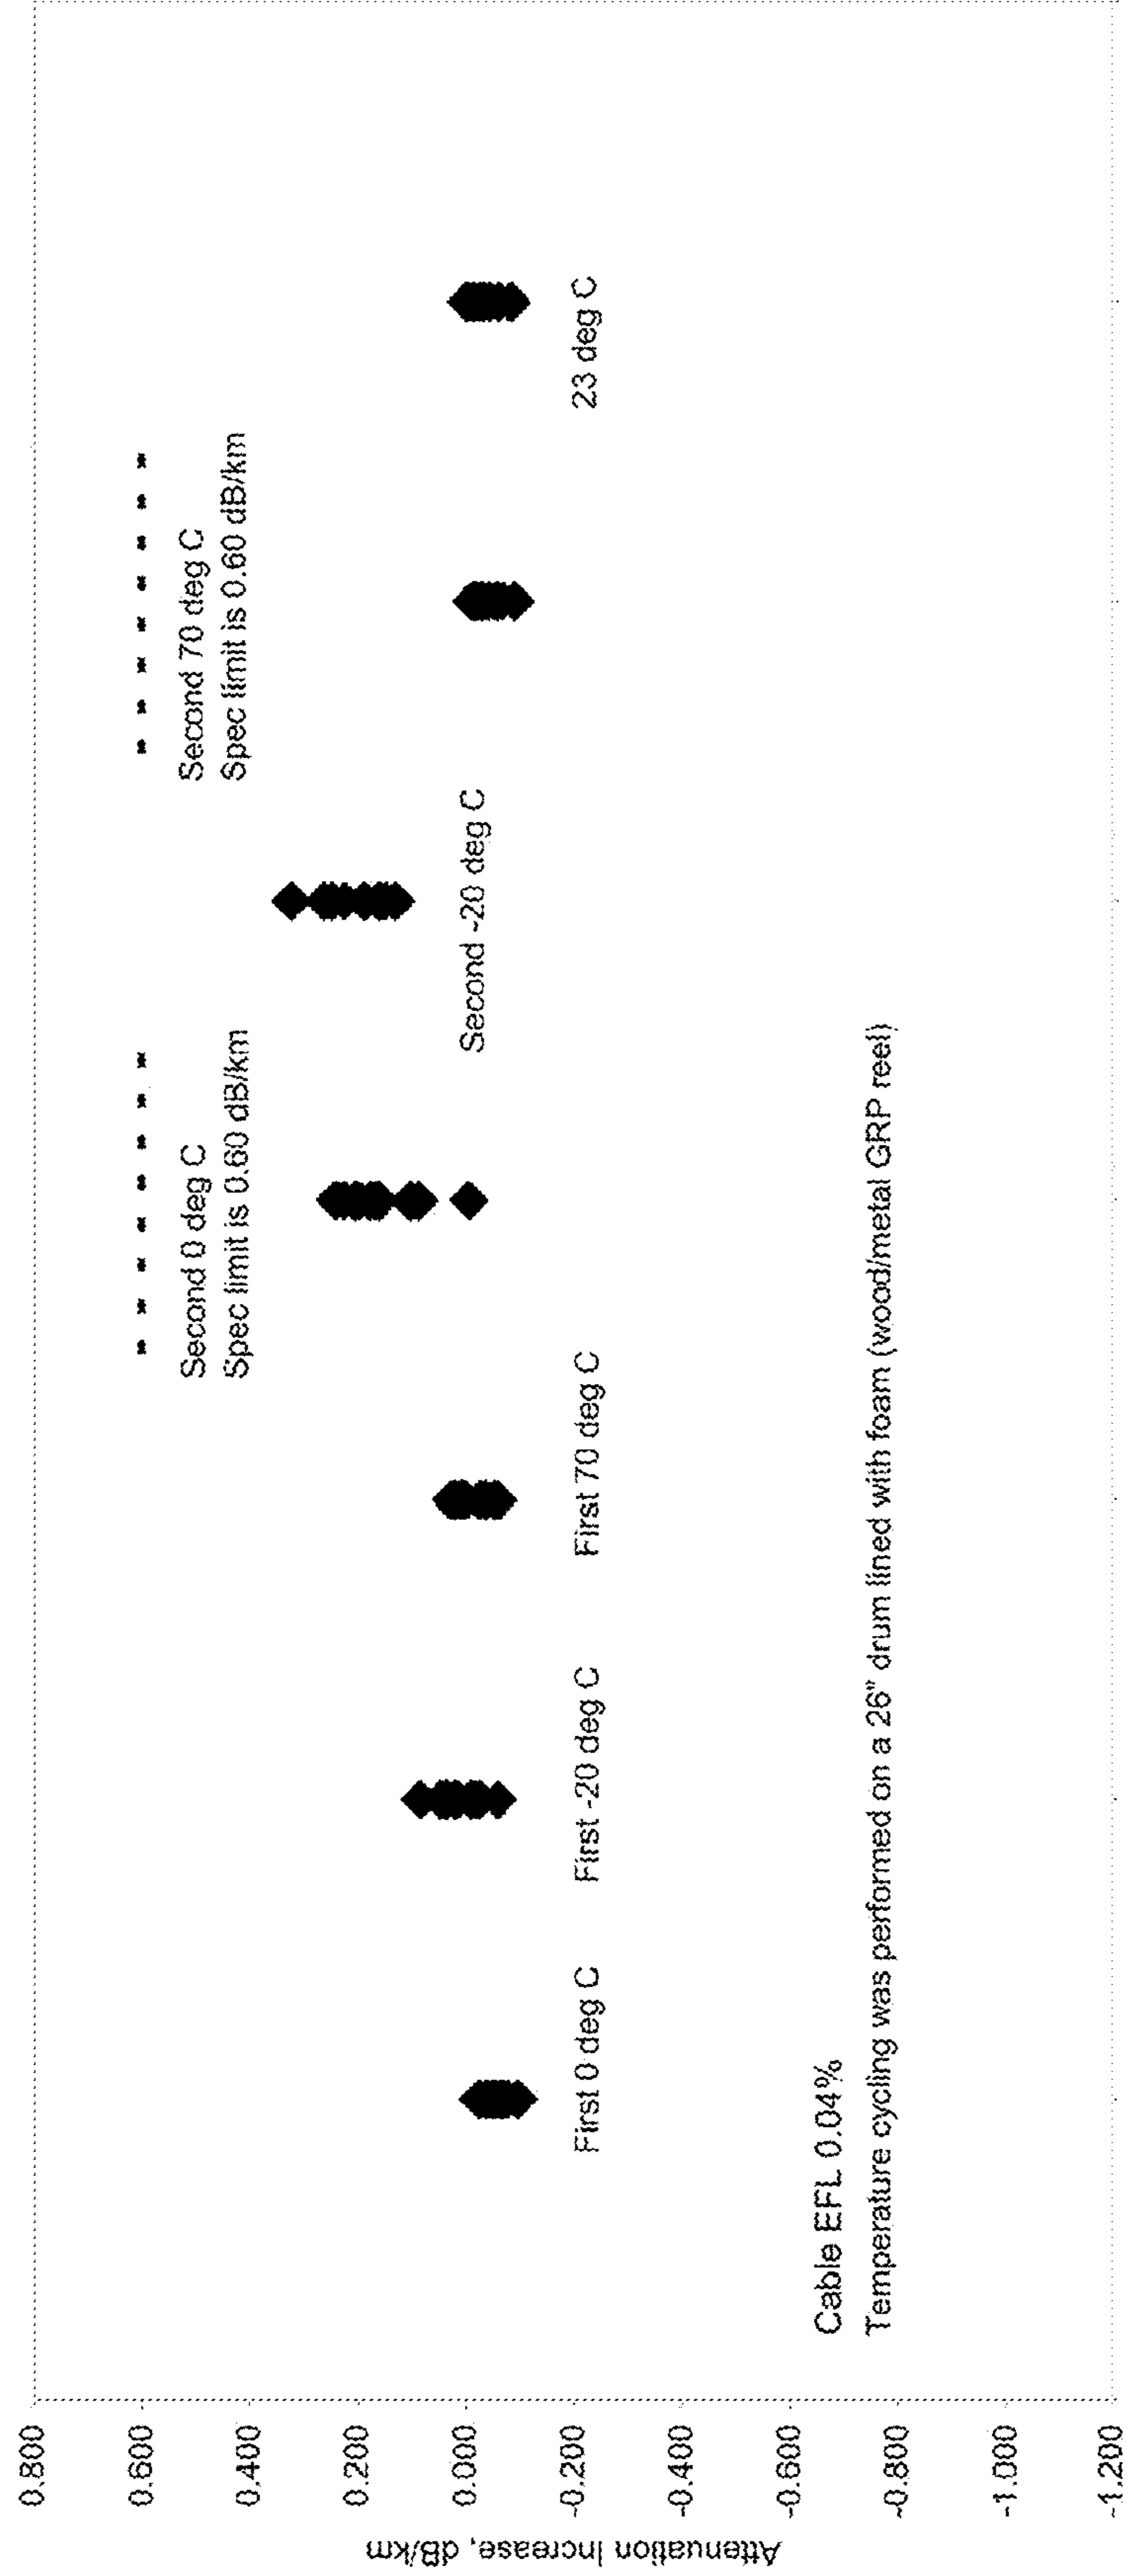 Attenuation Increase, dB/km
0.800
0.600
0.400
0.200
0.000
-0.200
-0.400
-0.600
-0.800
-1.000
-1.200
First 0 deg C
First -20 deg C
First 70 deg C
Second 0 deg C
Spec limit is 0.60 dB/km
Second -20 deg C
Second 70 deg C
Spec limit is 0.60 dB/km
23 deg C
Cable EFL 0.04%
Temperature cycling was performed on a 26" drum lined with foam (wood/metal GRP reel)